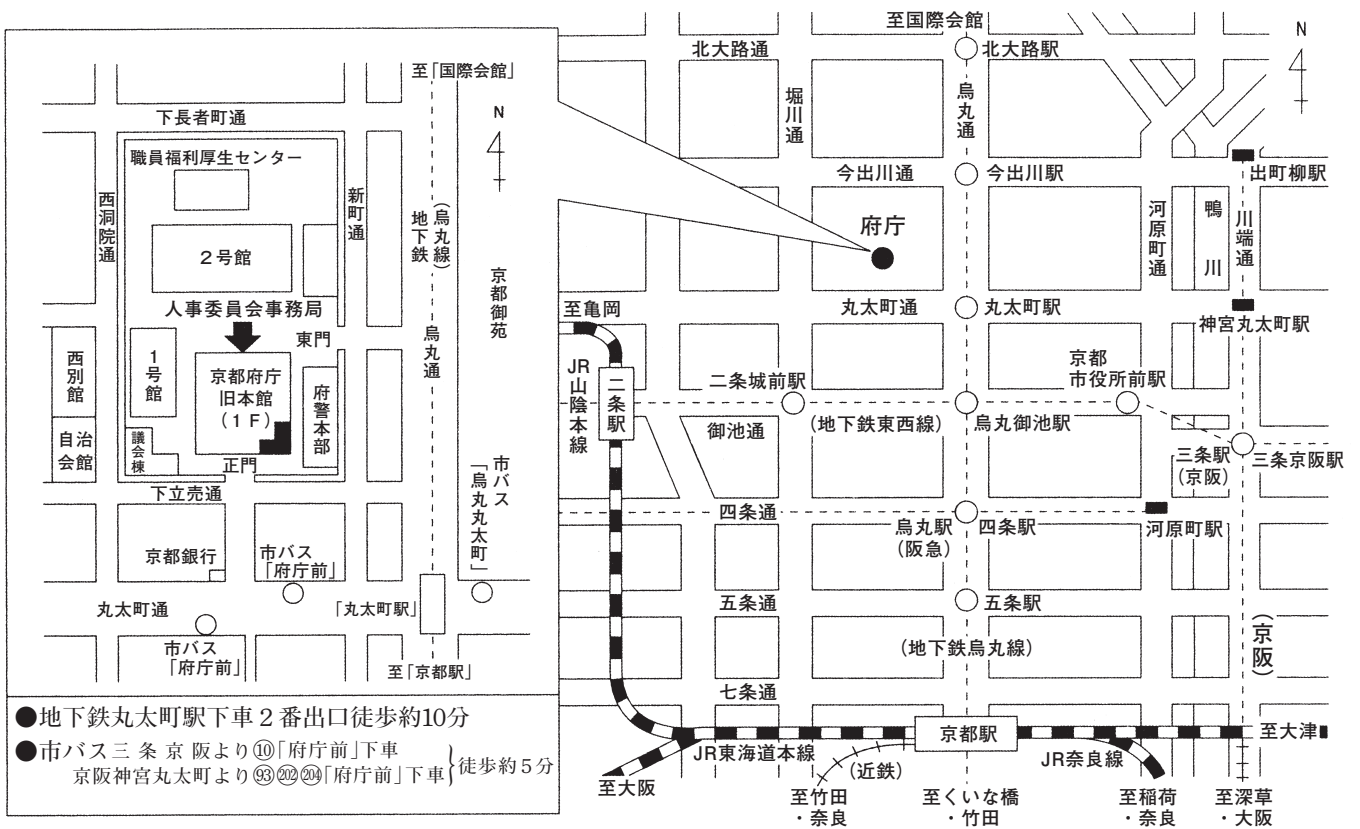 至「国際会館」
N
下長者町通
職員福利厚生センター
西洞院通
新町通
地下鉄
(烏丸線)
烏丸通
京都御苑
2号館
人事委員会事務局
東門
西別館
1号館
京都府庁
旧本館
(1F)
府警本部
自治
会館
議会棟
正門
下立売通
京都銀行
市バス
「府庁前」
市バス
「烏丸丸太町」
丸太町通
「丸太町駅」
市バス
「府庁前」
至「京都駅」
●地下鉄丸太町駅下車2番出口徒歩約10分
●市バス三条京阪より⑩「府庁前」下車
京阪神宮丸太町より93 202 204「府庁前」下車}徒歩約5分
至国際会館
北大路通
北大路駅
N
堀川通
烏丸通
今出川通
今出川駅
出町柳駅
河原町通
鴨川
川端通
府庁
至亀岡
丸太町通
丸太町駅
神宮丸太町駅
JR山陰本線
二条駅
二条城前駅
京都
市役所前駅
御池通
(地下鉄東西線)
烏丸御池駅
三条駅
(京阪)
三条京阪駅
四条通
烏丸駅
(阪急)
四条駅
河原町駅
五条通
五条駅
(地下鉄烏丸線)
(京阪)
七条通
京都駅
至大津
JR東海道本線
(近鉄)
JR奈良線
至大阪
至竹田
・奈良
至くいな橋
・竹田
至稲荷
・奈良
至深草
・大阪